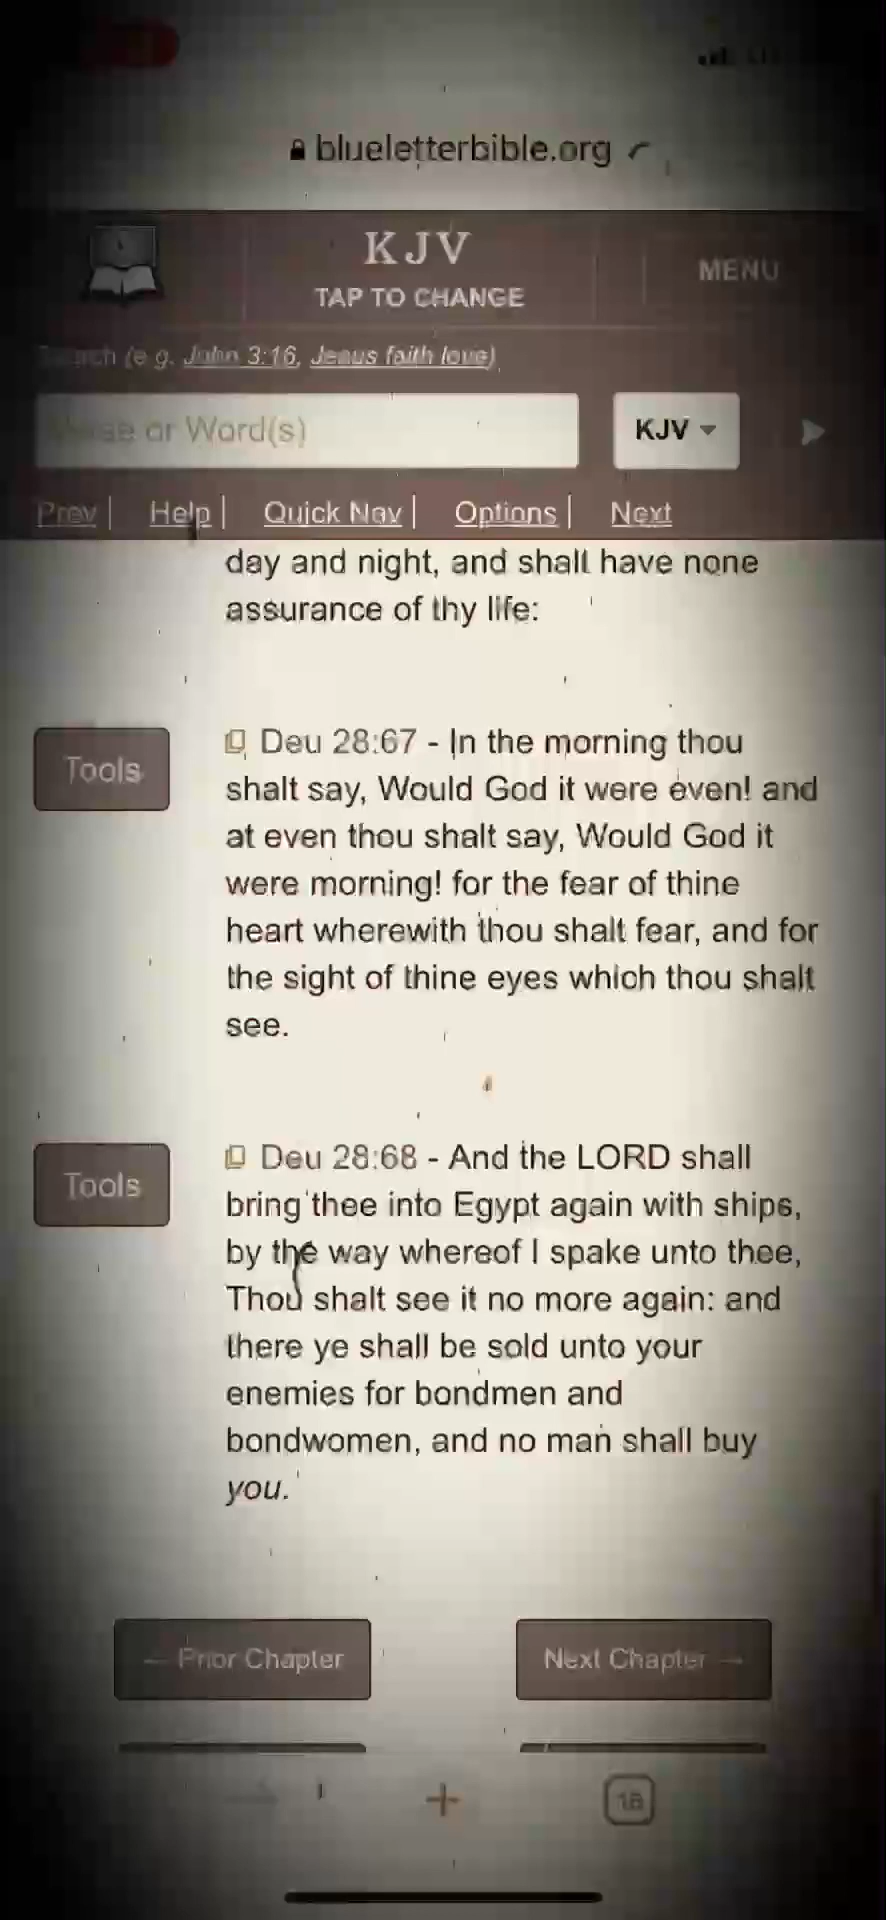 blueletterbible.org
KJV
TAP TO CHANGE
MENU
Search (e.g. John 3:16, Jesus faith love)
or Word(s)
KJV
Prev | Help | Quick Nav | Options | Next
day and night, and shall have none
assurance of thy life:
Tools
Deu 28:67 - In the morning thou
shalt say, Would God it were even! and
at even thou shalt say, Would God it
were morning! for the fear of thine
heart wherewith thou shalt fear, and for
the sight of thine eyes which thou shalt
see.
Tools
Deu 28:68 - And the LORD shall
bring thee into Egypt again with ships,
by the way whereof I spake unto thee,
Thou shalt see it no more again: and
there ye shall be sold unto your
enemies for bondmen and
bondwomen, and no man shall buy
you.
← Prior Chapter
Next Chapter →